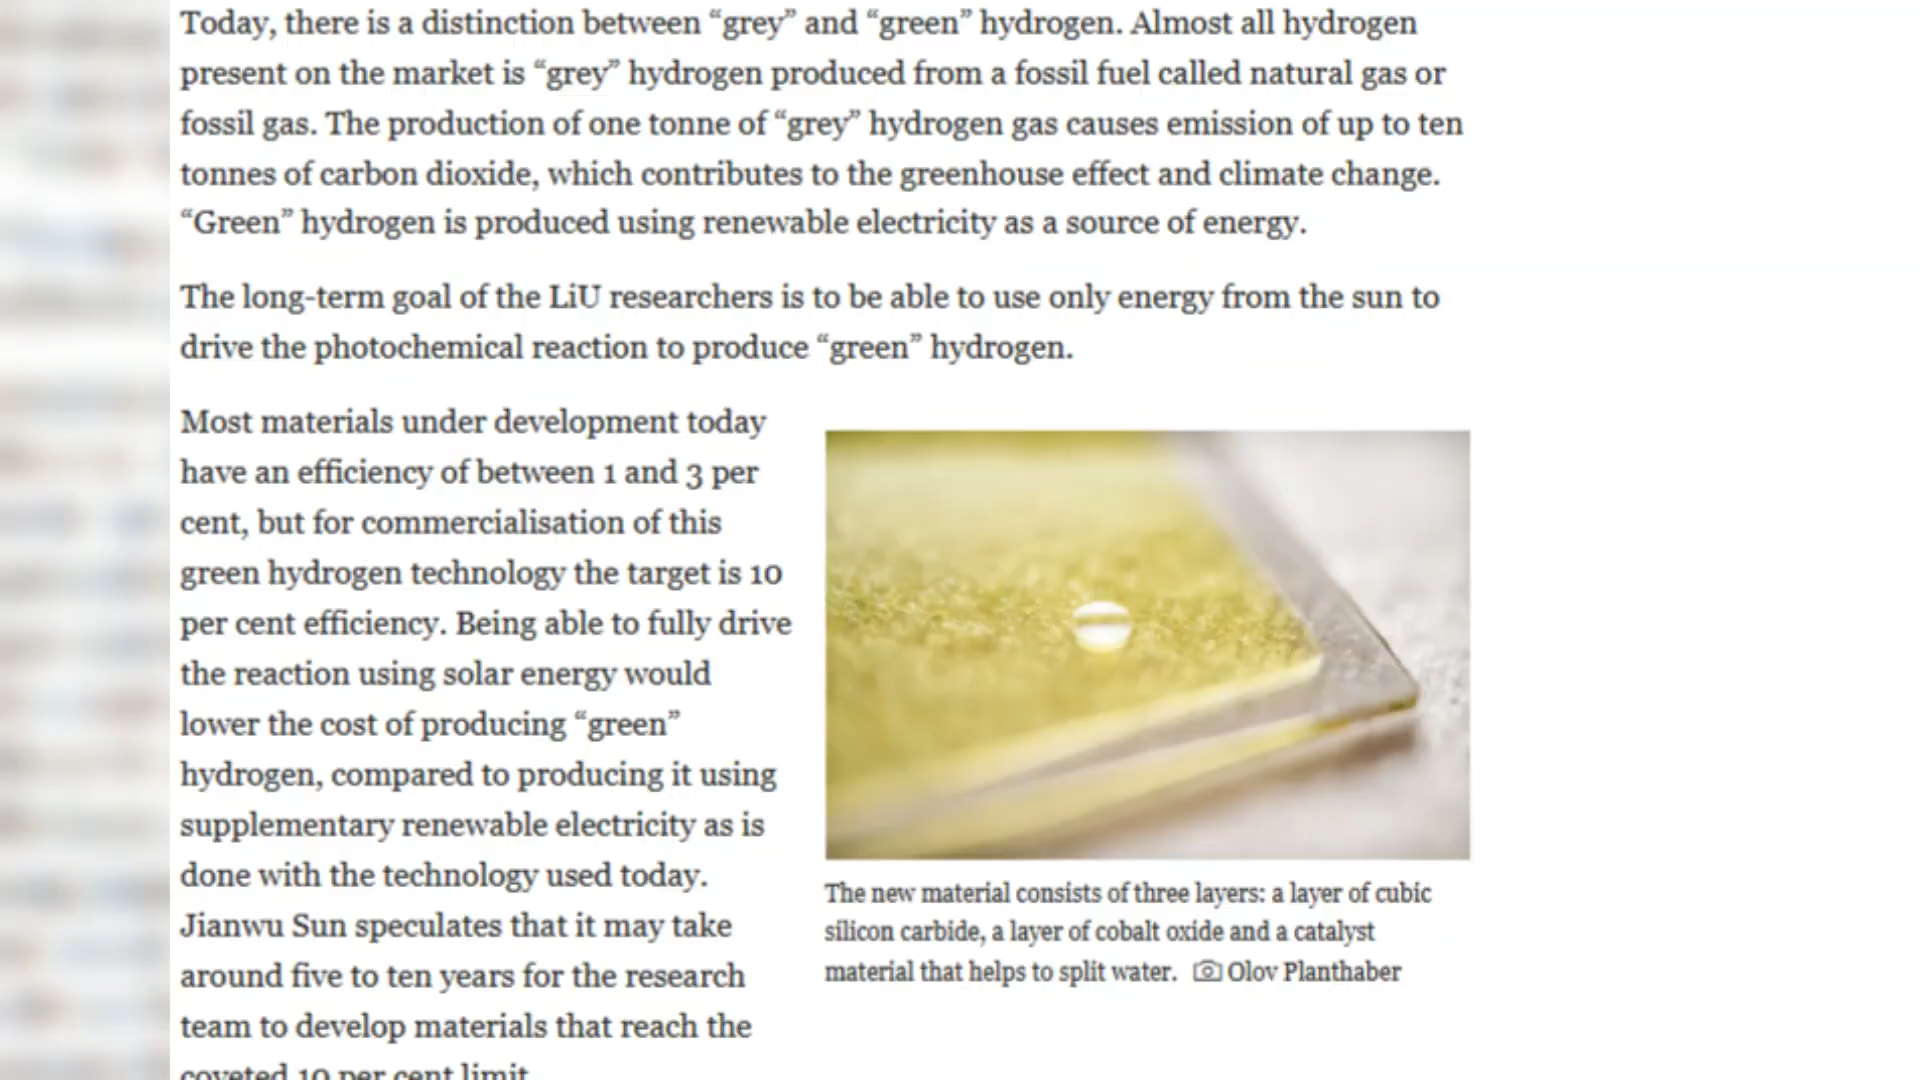 Today, there is a distinction between “grey” and “green” hydrogen. Almost all hydrogen
present on the market is “grey” hydrogen produced from a fossil fuel called natural gas or
fossil gas. The production of one tonne of “grey” hydrogen gas causes emission of up to ten
tonnes of carbon dioxide, which contributes to the greenhouse effect and climate change.
“Green” hydrogen is produced using renewable electricity as a source of energy.
The long-term goal of the LiU researchers is to be able to use only energy from the sun to
drive the photochemical reaction to produce “green” hydrogen.
Most materials under development today
have an efficiency of between 1 and 3 per
cent, but for commercialisation of this
green hydrogen technology the target is 10
per cent efficiency. Being able to fully drive
the reaction using solar energy would
lower the cost of producing “green”
hydrogen, compared to producing it using
supplementary renewable electricity as is
done with the technology used today.
Jianwu Sun speculates that it may take
around five to ten years for the research
team to develop materials that reach the
coveted 10 per cent limit.
The new material consists of three layers: a layer of cubic
silicon carbide, a layer of cobalt oxide and a catalyst
material that helps to split water. Olov Planthaber